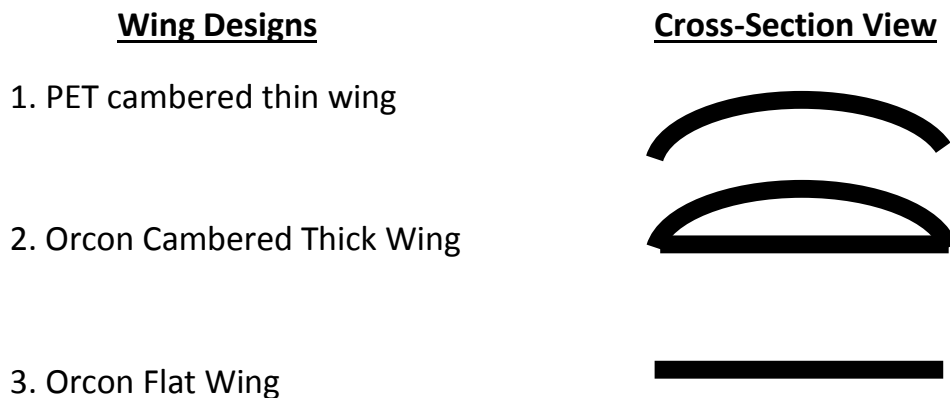 Wing Designs Cross-Section View
1. PET cambered thin wing
2. Orcon Cambered Thick Wing
3. Orcon Flat Wing